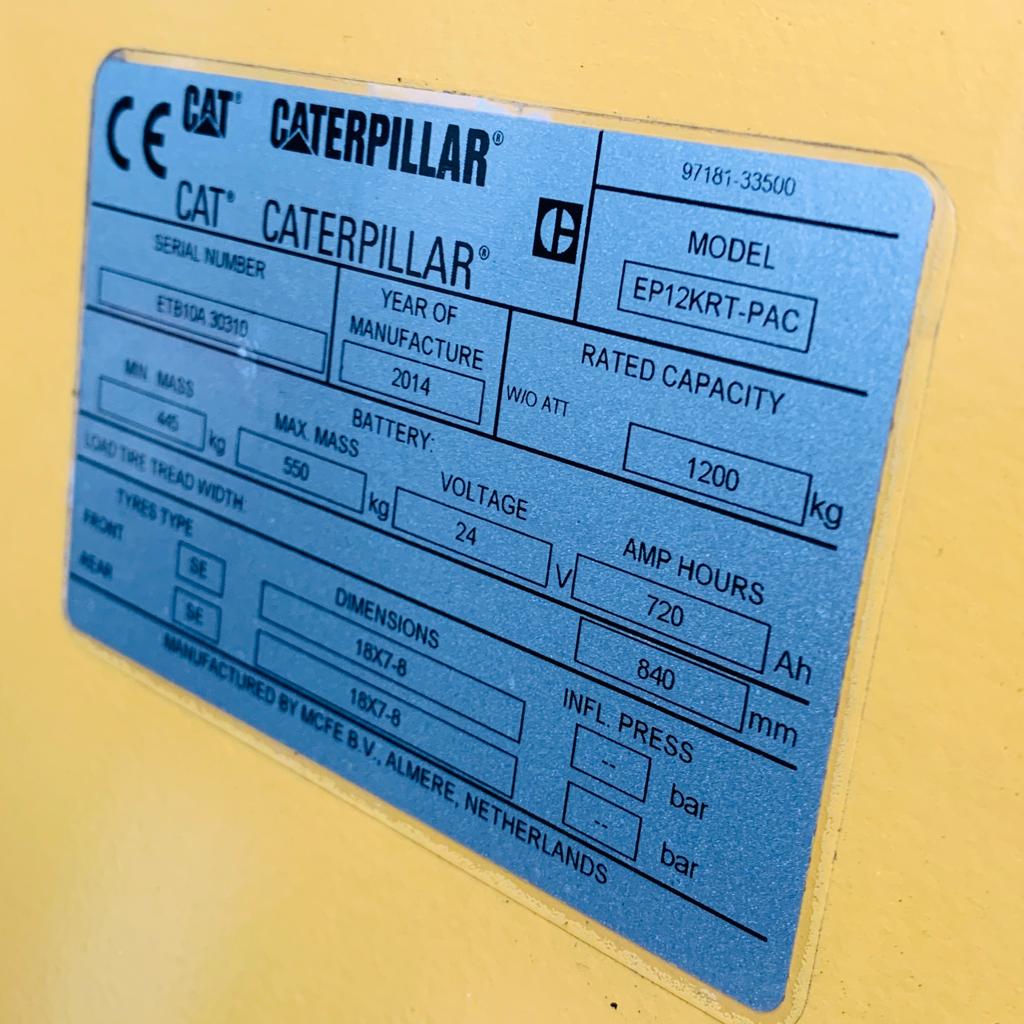 CE CAT® CATERPILLAR®
CAT® CATERPILLAR®
97181-33500
MODEL
EP12KRT-PAC
SERIAL NUMBER
ETB10A 30310
YEAR OF
MANUFACTURE
2014
RATED CAPACITY
W/O ATT
1200 kg
BATTERY:
MIN MASS
445 kg
MAX. MASS
550 kg
VOLTAGE
24 V
AMP HOURS
720 Ah
LOAD TIRE TREAD WIDTH
840 mm
TYRES TYPE
DIMENSIONS
INFL. PRESS
FRONT SE 18X7-8 -- bar
REAR SE 18X7-8 -- bar
MANUFACTURED BY MCFE B.V., ALMERE, NETHERLANDS